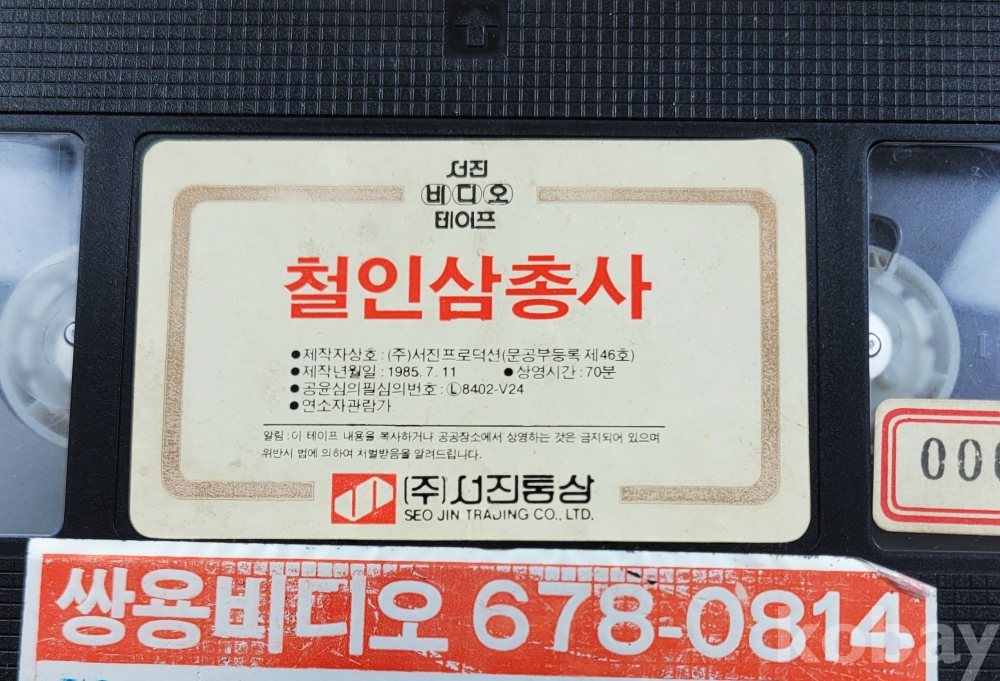 서진
비디오
테이프
철인삼총사
●제작자상호 : (주)서진프로덕션(문공부등록 제46호)
●제작년월일 : 1985. 7. 11 ●상영시간 : 70분
●공윤심의필심의번호 : Ⓛ8402-V24
●연소자관람가
알림 : 이 테이프 내용을 복사하거나 공공장소에서 상영하는 것은 금지되어 있으며
위반시 법에 의하여 처벌받음을 알려드립니다.
(주)서진통상
SEO JIN TRADING CO., LTD.
000
쌍용비디오 678-0814
kobay